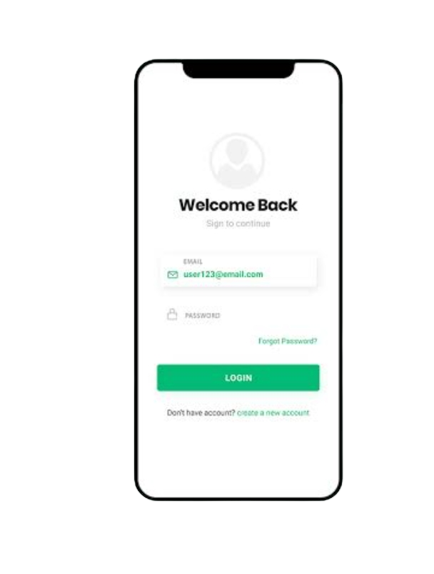 Welcome Back
Sign to continue
EMAIL
user123@email.com
PASSWORD
Forgot Password?
LOGIN
Don't have account? create a new account